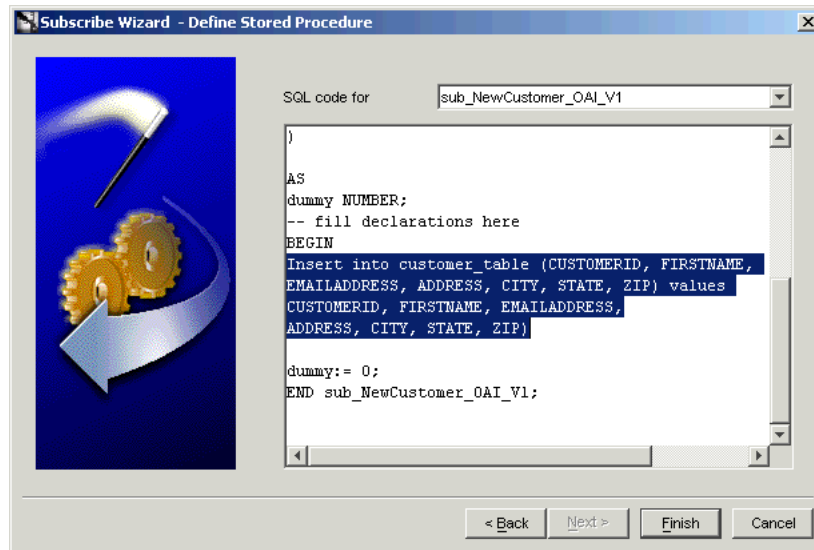 Subscribe Wizard - Define Stored Procedure
SQL code for sub_NewCustomer_OAI_V1
)
AS
dummy NUMBER;
-- fill declarations here
BEGIN
Insert into customer_table (CUSTOMERID, FIRSTNAME,
EMAILADDRESS, ADDRESS, CITY, STATE, ZIP) values
CUSTOMERID, FIRSTNAME, EMAILADDRESS,
ADDRESS, CITY, STATE, ZIP)
dummy:= 0;
END sub_NewCustomer_OAI_V1;
< Back Next > Finish Cancel